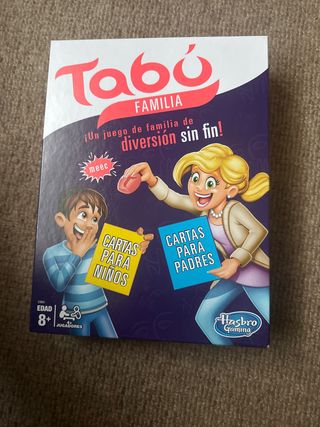 Tabú
FAMILIA
¡Un juego de familia de
diversión sin fin!
meec
CARTAS
PARA
NIÑOS
CARTAS
PARA
PADRES
EDAD
8+
JUGADORES
Hasbro
Gaming